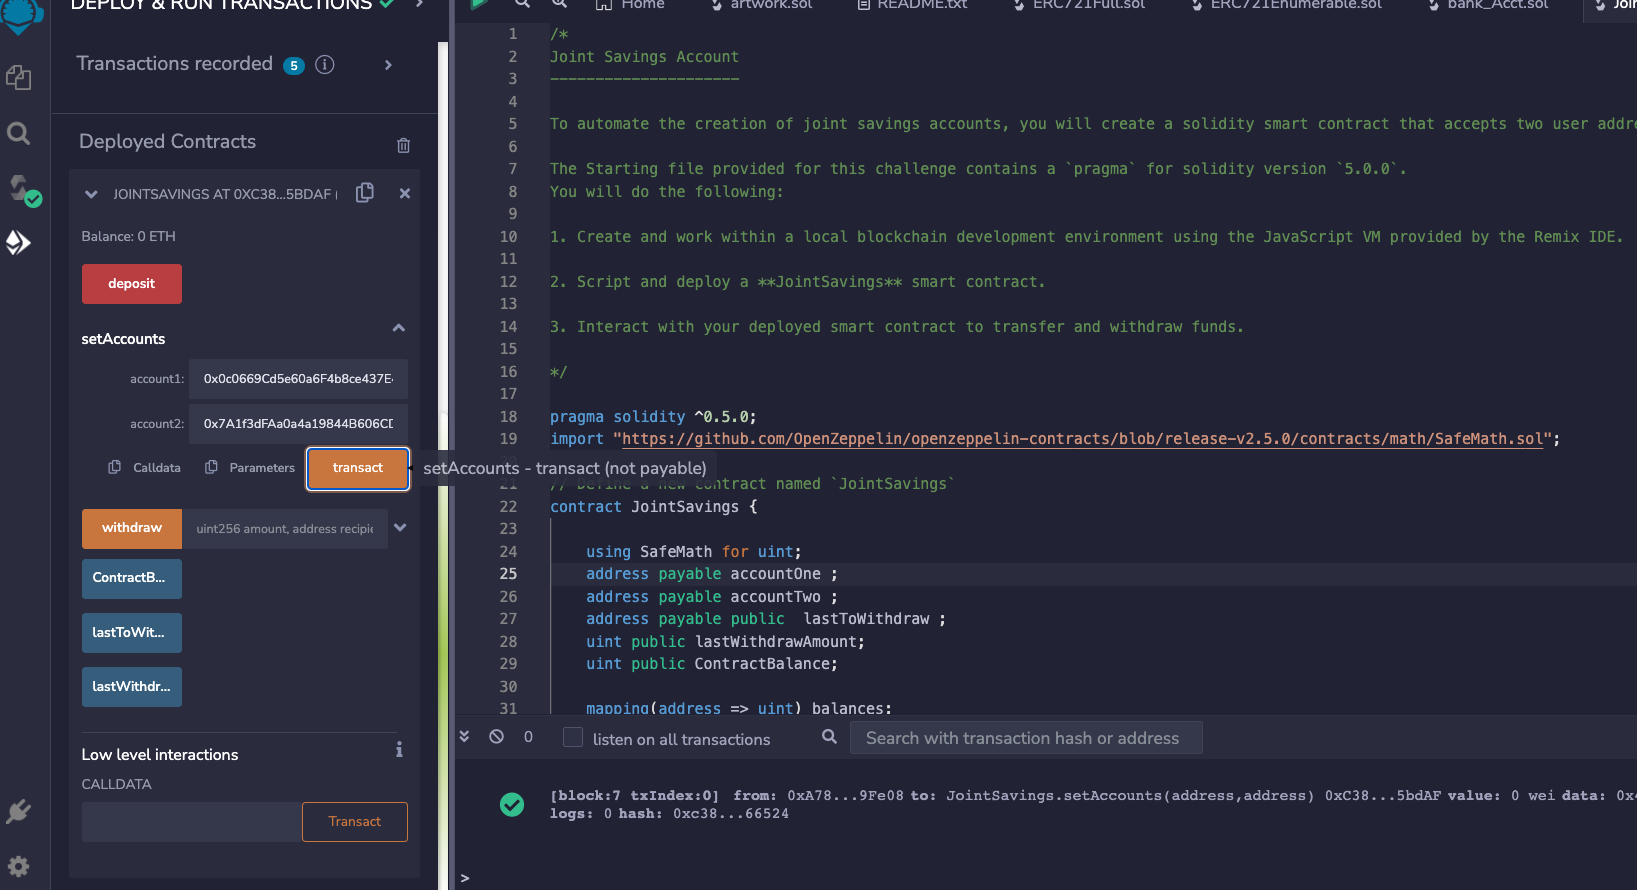 DEPLOY & RUN TRANSACTIONS
Transactions recorded 5 i
Deployed Contracts
JOINTSAVINGS AT 0XC38...5BDAF (
Balance: 0 ETH
deposit
setAccounts
account1: 0x0c0669Cd5e60a6F4b8ce437E
account2: 0x7A1f3dFAa0a4a19844B606CD
Calldata Parameters transact
setAccounts - transact (not payable)
withdraw uint256 amount, address recipie
ContractB...
lastToWit...
lastWithdr...
Low level interactions i
CALLDATA
Transact
Home artwork.sol README.txt ERC721Full.sol ERC721Enumerable.sol bank_Acct.sol Join
1 /*
2 Joint Savings Account
3 ---------------------
4
5 To automate the creation of joint savings accounts, you will create a solidity smart contract that accepts two user addre
6
7 The Starting file provided for this challenge contains a `pragma` for solidity version `5.0.0`.
8 You will do the following:
9
10 1. Create and work within a local blockchain development environment using the JavaScript VM provided by the Remix IDE.
11
12 2. Script and deploy a **JointSavings** smart contract.
13
14 3. Interact with your deployed smart contract to transfer and withdraw funds.
15
16 */
17
18 pragma solidity ^0.5.0;
19 import "https://github.com/OpenZeppelin/openzeppelin-contracts/blob/release-v2.5.0/contracts/math/SafeMath.sol";
21 // Define a new contract named `JointSavings`
22 contract JointSavings {
23
24 using SafeMath for uint;
25 address payable accountOne ;
26 address payable accountTwo ;
27 address payable public lastToWithdraw ;
28 uint public lastWithdrawAmount;
29 uint public ContractBalance;
30
31 mapping(address => uint) balances;
0 listen on all transactions Search with transaction hash or address
[block:7 txIndex:0] from: 0xA78...9Fe08 to: JointSavings.setAccounts(address,address) 0xC38...5bdAF value: 0 wei data: 0x4
logs: 0 hash: 0xc38...66524
>